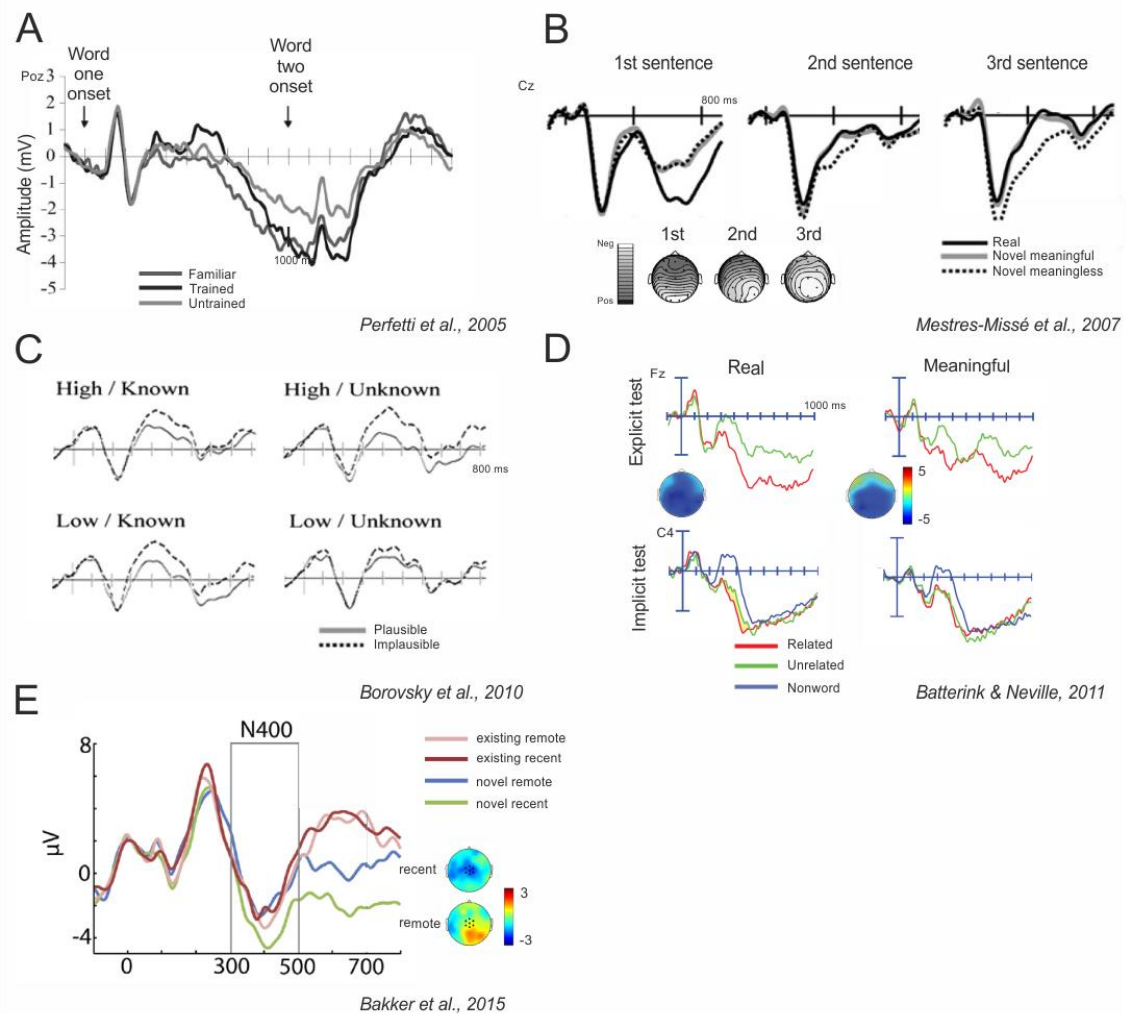 A
Word
one
onset
Word
two
onset
Poz
3
2
1
0
-1
-2
-3
-4
-5
Amplitude (mV)
1000 ms
Familiar
Trained
Untrained
Perfetti et al., 2005
B
1st sentence
2nd sentence
3rd sentence
Cz
800 ms
Neg
Pos
1st
2nd
3rd
Real
Novel meaningful
Novel meaningless
Mestres-Missé et al., 2007
C
High / Known
High / Unknown
800 ms
Low / Known
Low / Unknown
Plausible
Implausible
Borovsky et al., 2010
D
Real
Meaningful
Fz
1000 ms
Explicit test
5
-5
C4
Implicit test
Related
Unrelated
Nonword
Batterink & Neville, 2011
E
N400
8
0
-4
µV
0 300 500 700
existing remote
existing recent
novel remote
novel recent
recent
remote
3
-3
Bakker et al., 2015